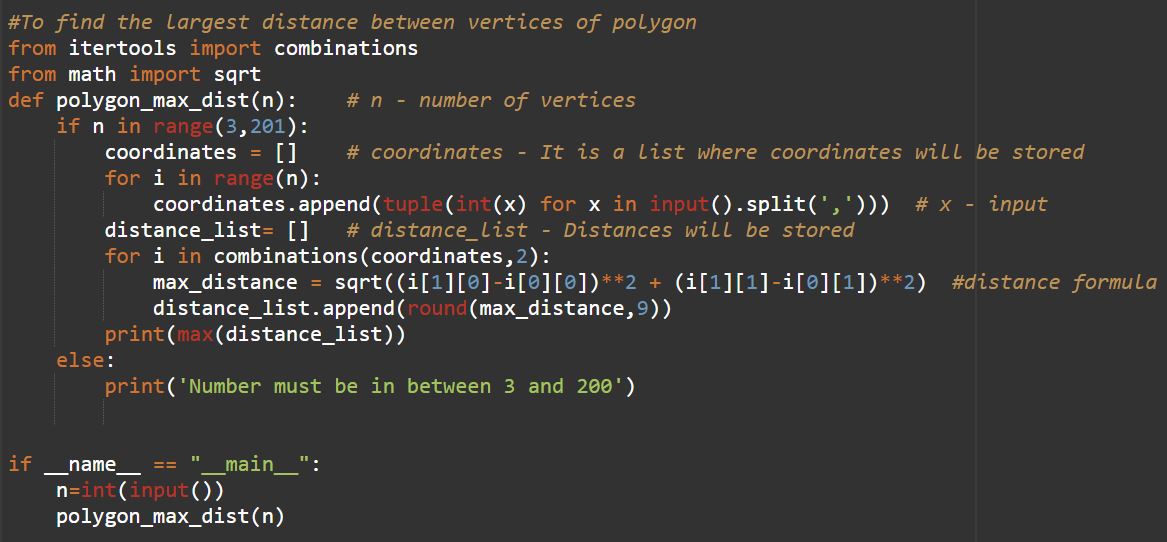 #To find the largest distance between vertices of polygon
from itertools import combinations
from math import sqrt
def polygon_max_dist(n):    # n - number of vertices
    if n in range(3,201):
        coordinates = []    # coordinates - It is a list where coordinates will be stored
        for i in range(n):
            coordinates.append(tuple(int(x) for x in input().split(',')))  # x - input
        distance_list= []   # distance_list - Distances will be stored
        for i in combinations(coordinates,2):
            max_distance = sqrt((i[1][0]-i[0][0])**2 + (i[1][1]-i[0][1])**2)  #distance formula
            distance_list.append(round(max_distance,9))
        print(max(distance_list))
    else:
        print('Number must be in between 3 and 200')
if __name__ == "__main__":
    n=int(input())
    polygon_max_dist(n)